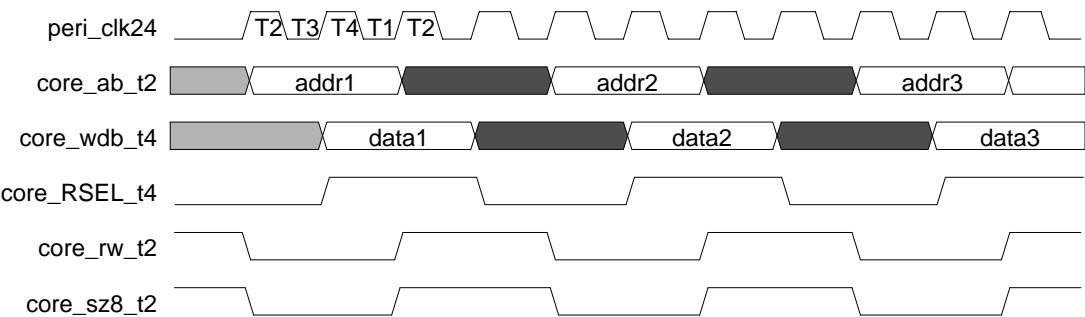 peri_clk24 T2 T3 T4 T1 T2
core_ab_t2 addr1 addr2 addr3
core_wdb_t4 data1 data2 data3
core_RSEL_t4
core_rw_t2
core_sz8_t2